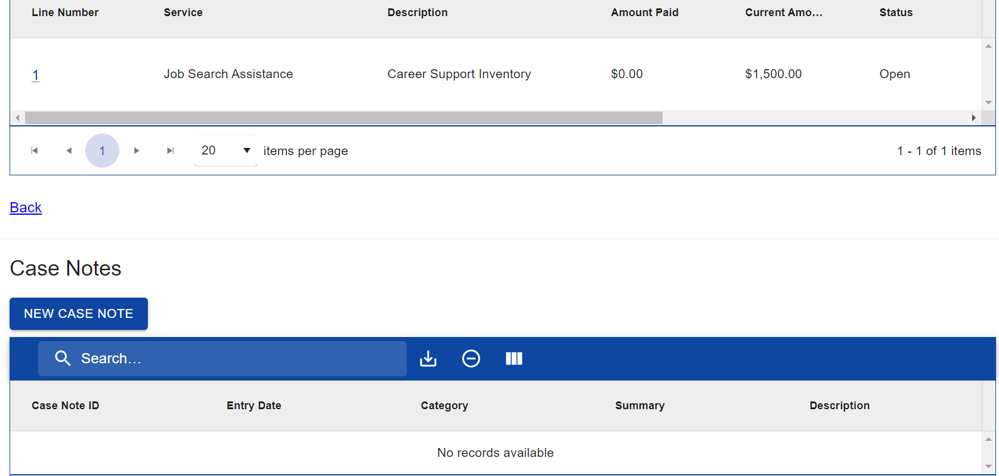 Line Number Service Description Amount Paid Current Amo... Status
1 Job Search Assistance Career Support Inventory $0.00 $1,500.00 Open
1 20 items per page 1 - 1 of 1 items
Back
Case Notes
NEW CASE NOTE
Search...
Case Note ID Entry Date Category Summary Description
No records available